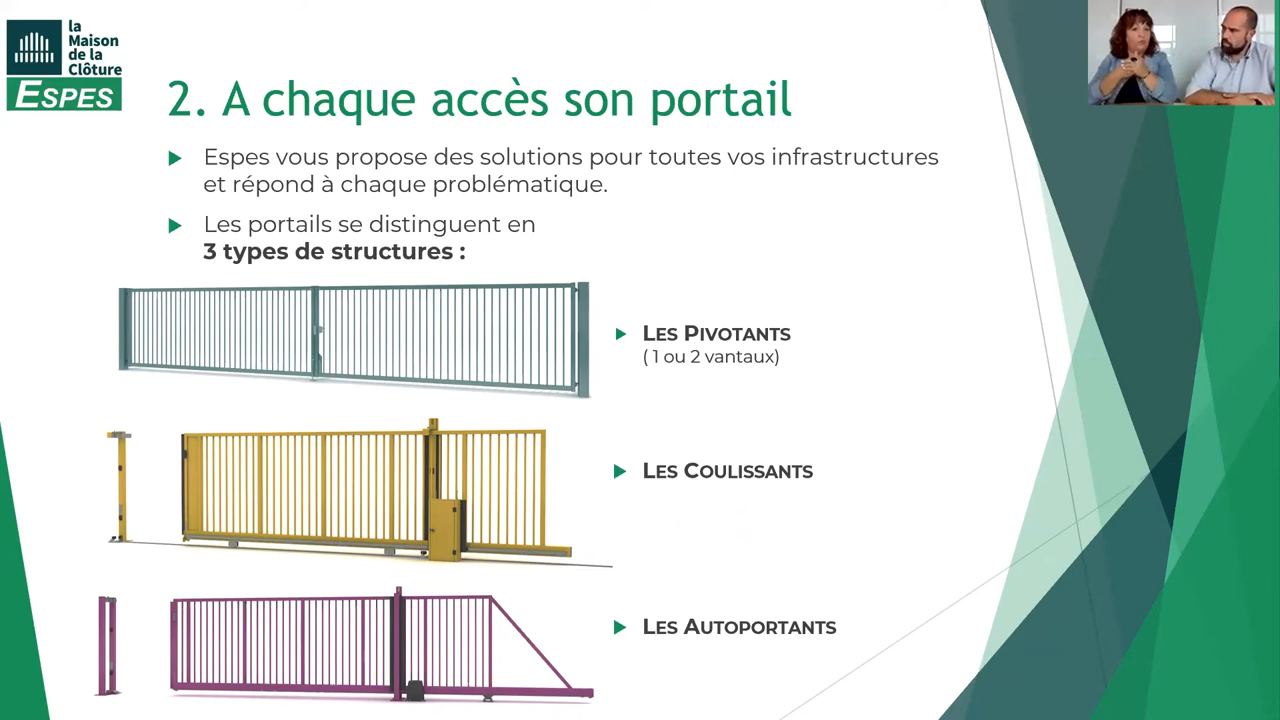 la
Maison
de la
Clôture
ESPES
2. A chaque accès son portail
Espes vous propose des solutions pour toutes vos infrastructures
et répond à chaque problématique.
Les portails se distinguent en
3 types de structures :
LES PIVOTANTS
( 1 ou 2 vantaux)
LES COULISSANTS
LES AUTOPORTANTS